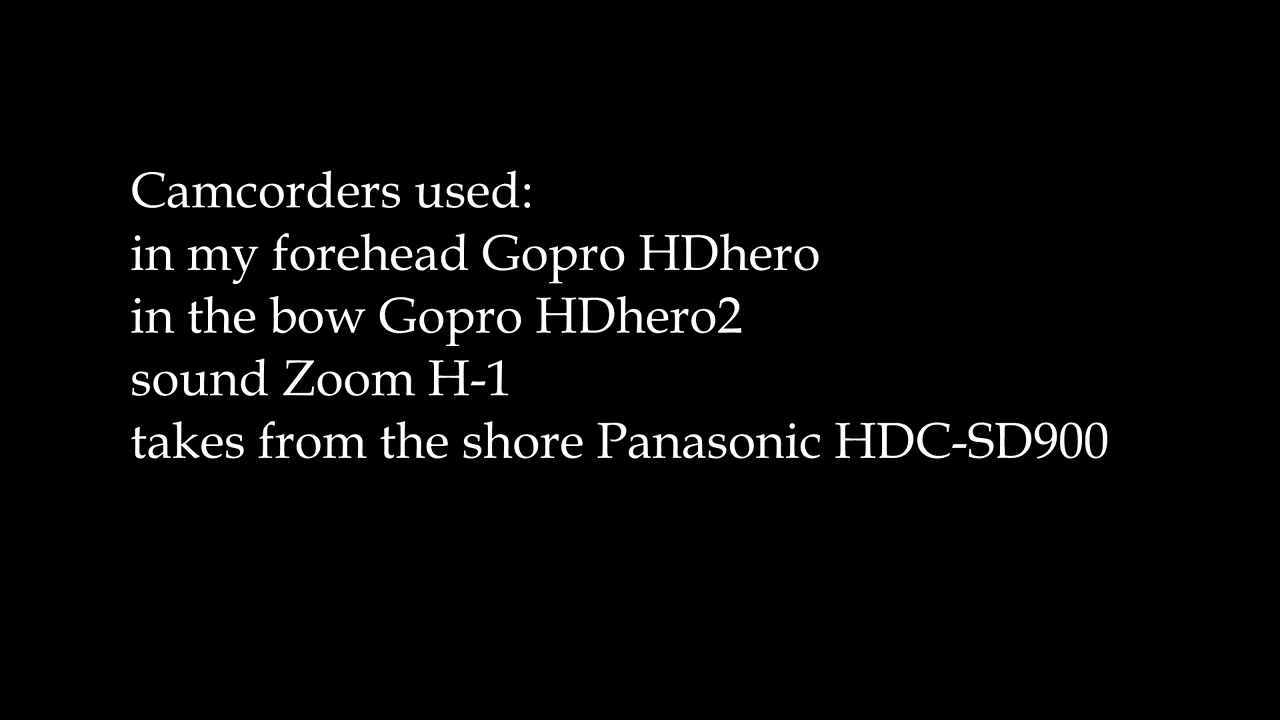 Camcorders used:
in my forehead Gopro HDhero
in the bow Gopro HDhero2
sound Zoom H-1
takes from the shore Panasonic HDC-SD900